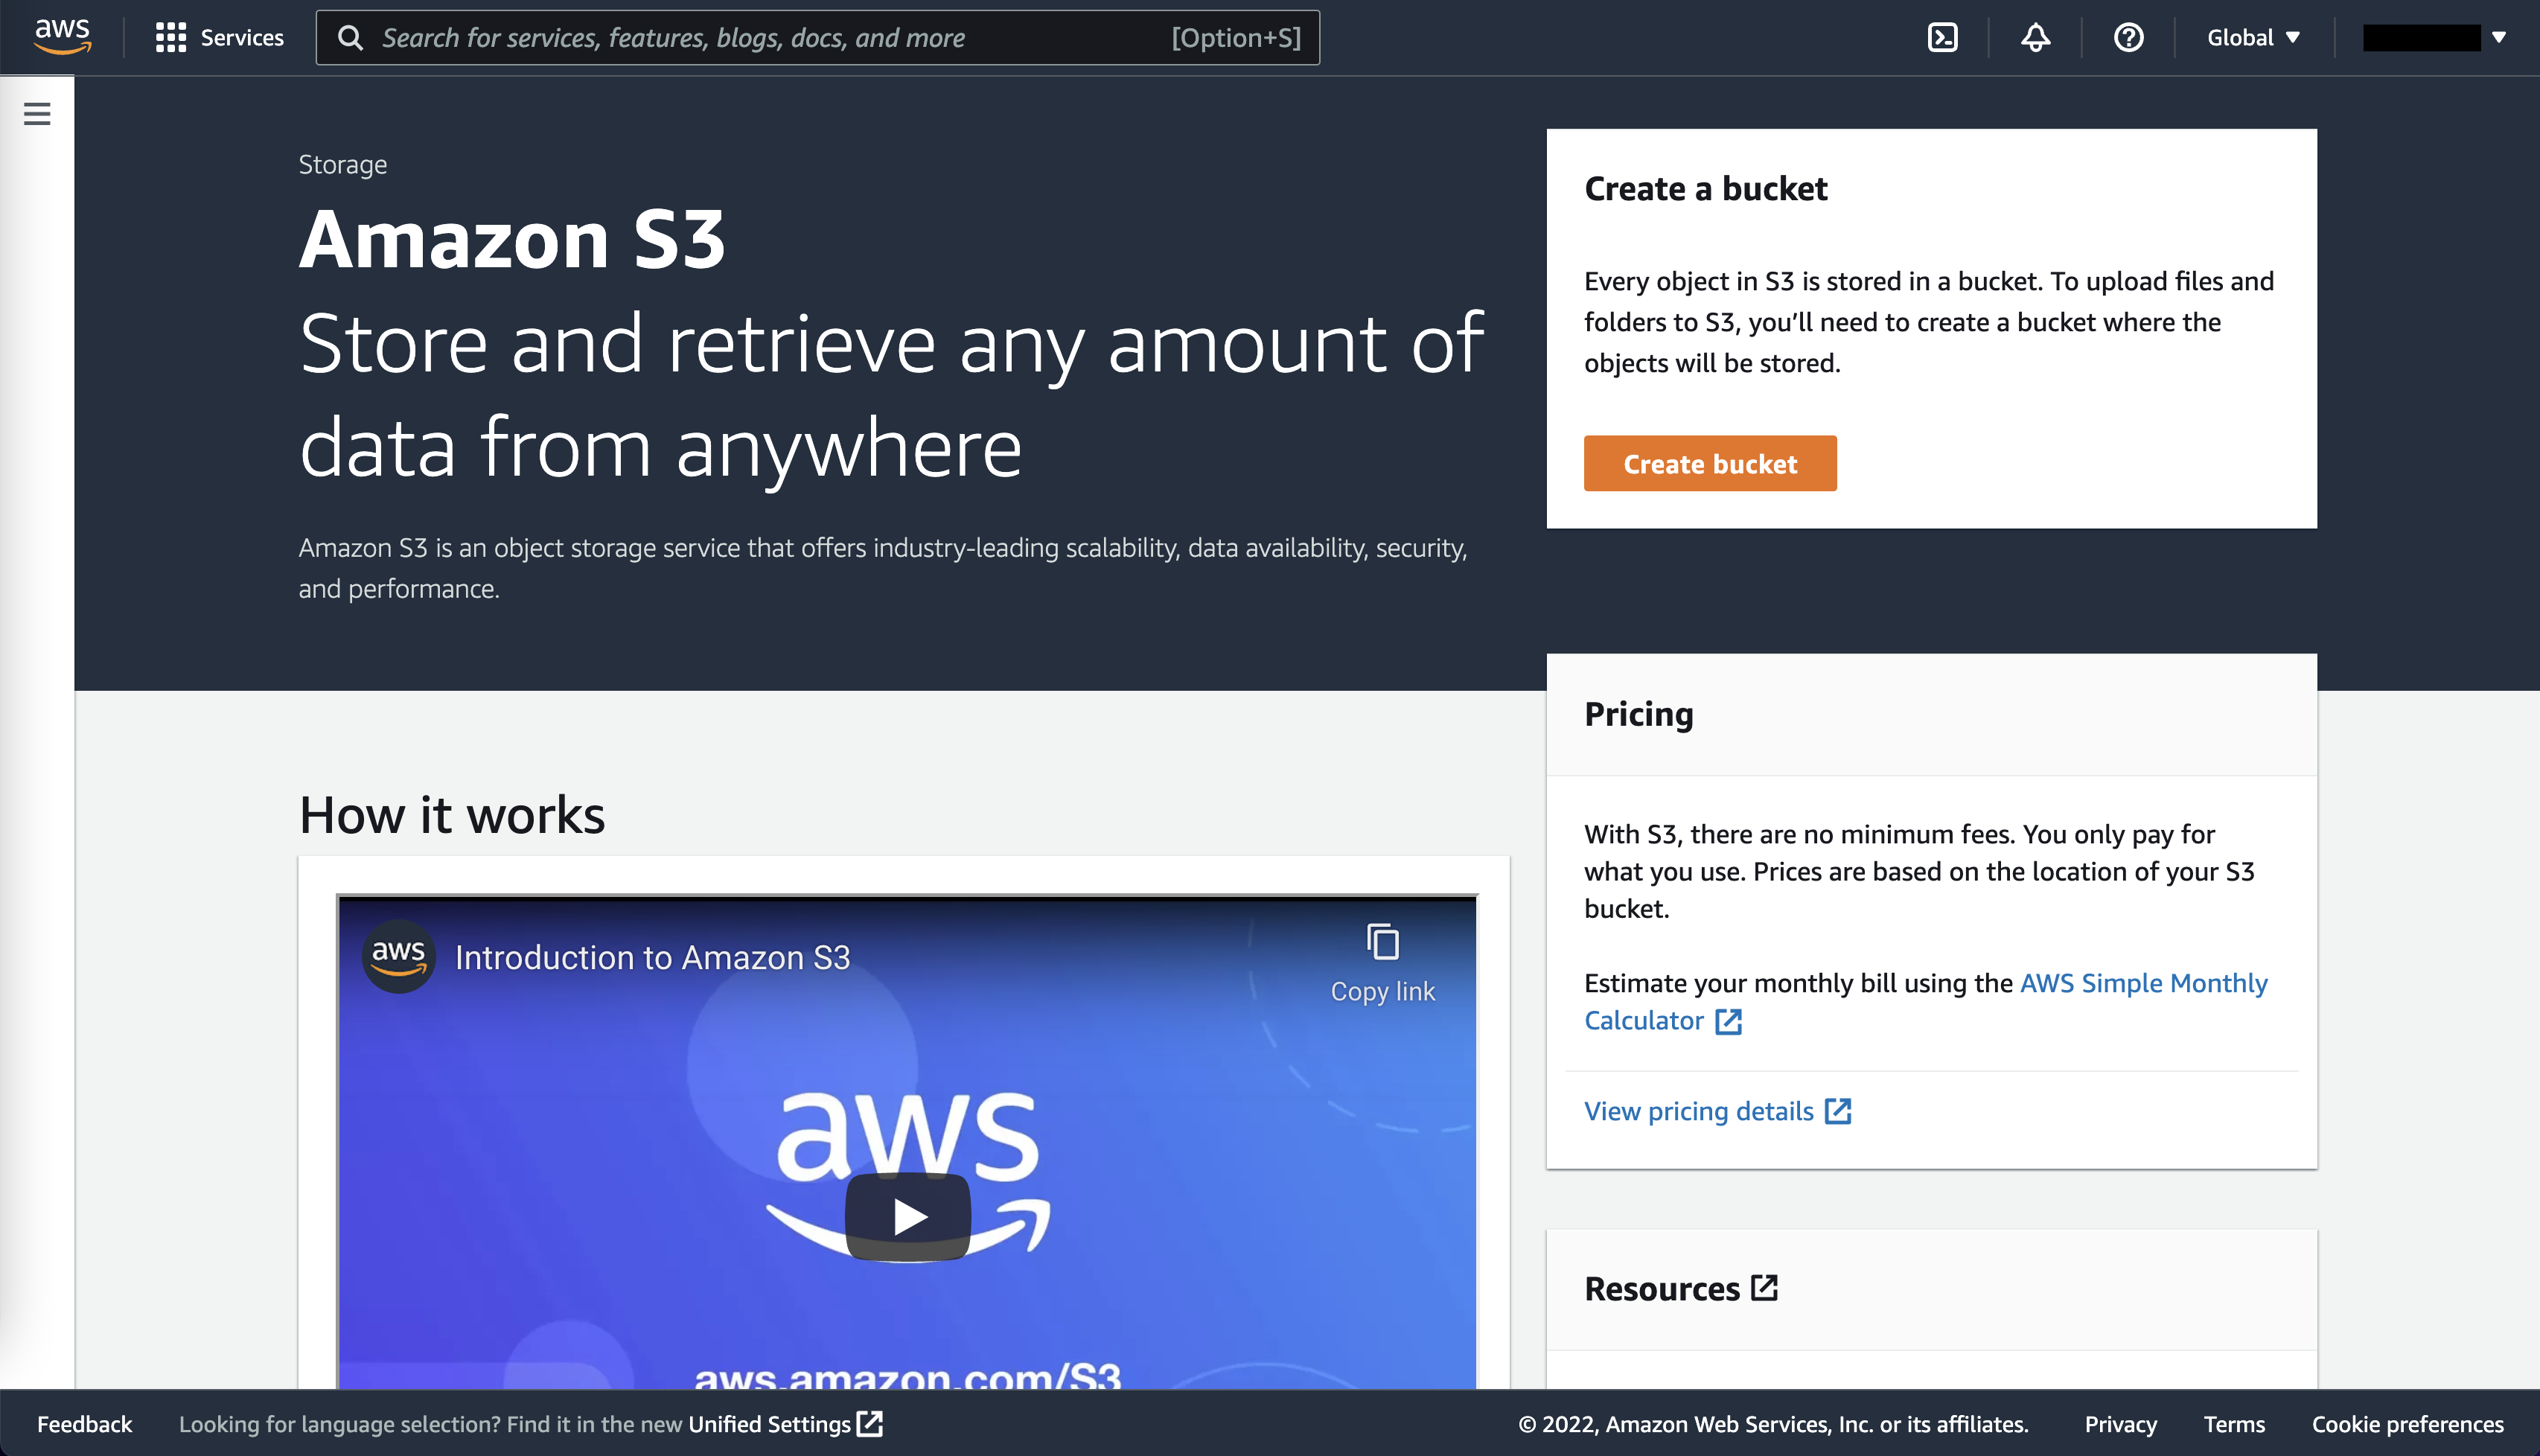 aws
Services
Search for services, features, blogs, docs, and more
[Option+S]
Global
Storage
Amazon S3
Store and retrieve any amount of
data from anywhere
Amazon S3 is an object storage service that offers industry-leading scalability, data availability, security,
and performance.
Create a bucket
Every object in S3 is stored in a bucket. To upload files and
folders to S3, you’ll need to create a bucket where the
objects will be stored.
Create bucket
How it works
aws
Introduction to Amazon S3
Copy link
aws
aws.amazon.com/S3
Pricing
With S3, there are no minimum fees. You only pay for
what you use. Prices are based on the location of your S3
bucket.
Estimate your monthly bill using the AWS Simple Monthly
Calculator
View pricing details
Resources
Feedback
Looking for language selection? Find it in the new Unified Settings
© 2022, Amazon Web Services, Inc. or its affiliates.
Privacy
Terms
Cookie preferences